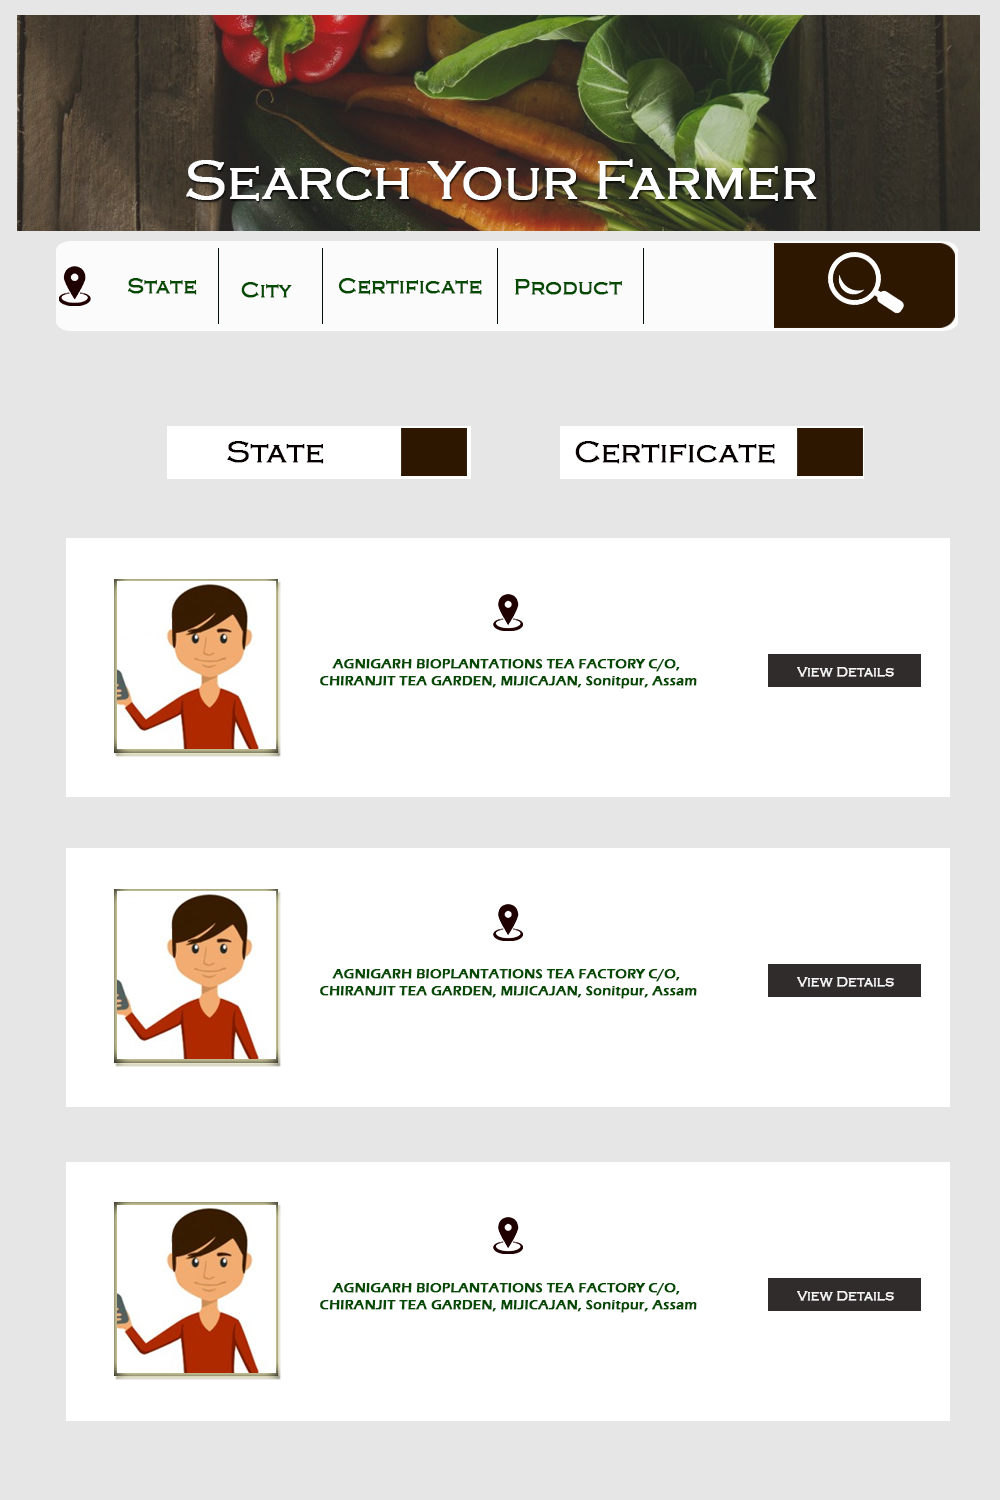 Search Your Farmer
State City Certificate Product
State Certificate
AGNIGARH BIOPLANTATIONS TEA FACTORY C/O,
CHIRANJIT TEA GARDEN, MIJICAJAN, Sonitpur, Assam
View Details
AGNIGARH BIOPLANTATIONS TEA FACTORY C/O,
CHIRANJIT TEA GARDEN, MIJICAJAN, Sonitpur, Assam
View Details
AGNIGARH BIOPLANTATIONS TEA FACTORY C/O,
CHIRANJIT TEA GARDEN, MIJICAJAN, Sonitpur, Assam
View Details